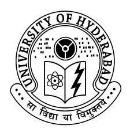 UNIVERSITY OF HYDERABAD
सा विद्या या विमुक्तये